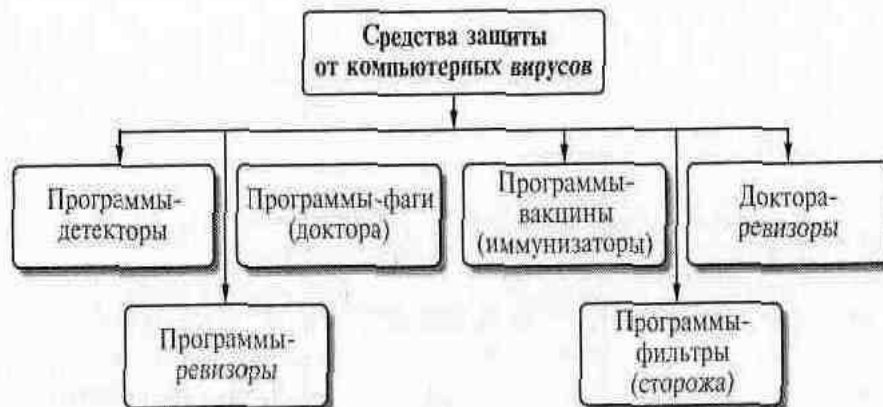 Средства защиты
от компьютерных вирусов
Программы-
детекторы
Программы-фаги
(доктора)
Программы-
вакцины
(иммунизаторы)
Доктора-
ревизоры
Программы-
ревизоры
Программы-
фильтры
(сторожа)